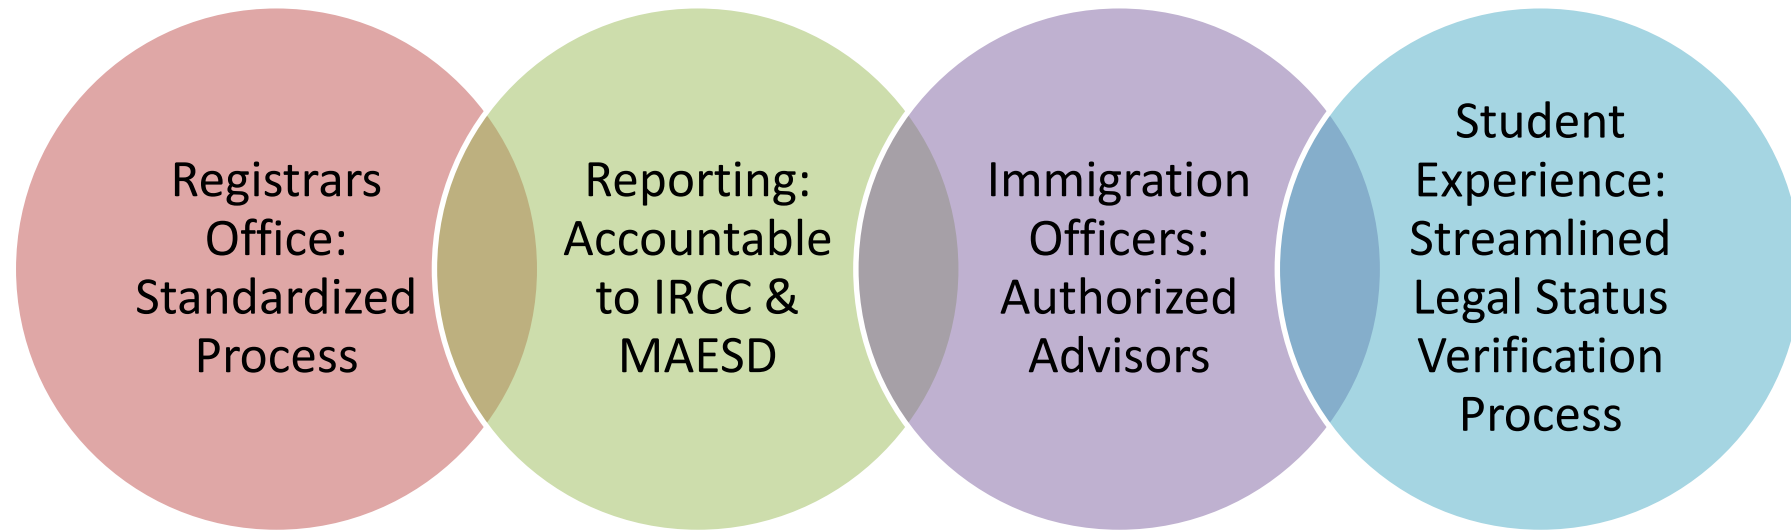 Registrars
Office:
Standardized
Process
Reporting:
Accountable
to IRCC &
MAESD
Immigration
Officers:
Authorized
Advisors
Student
Experience:
Streamlined
Legal Status
Verification
Process